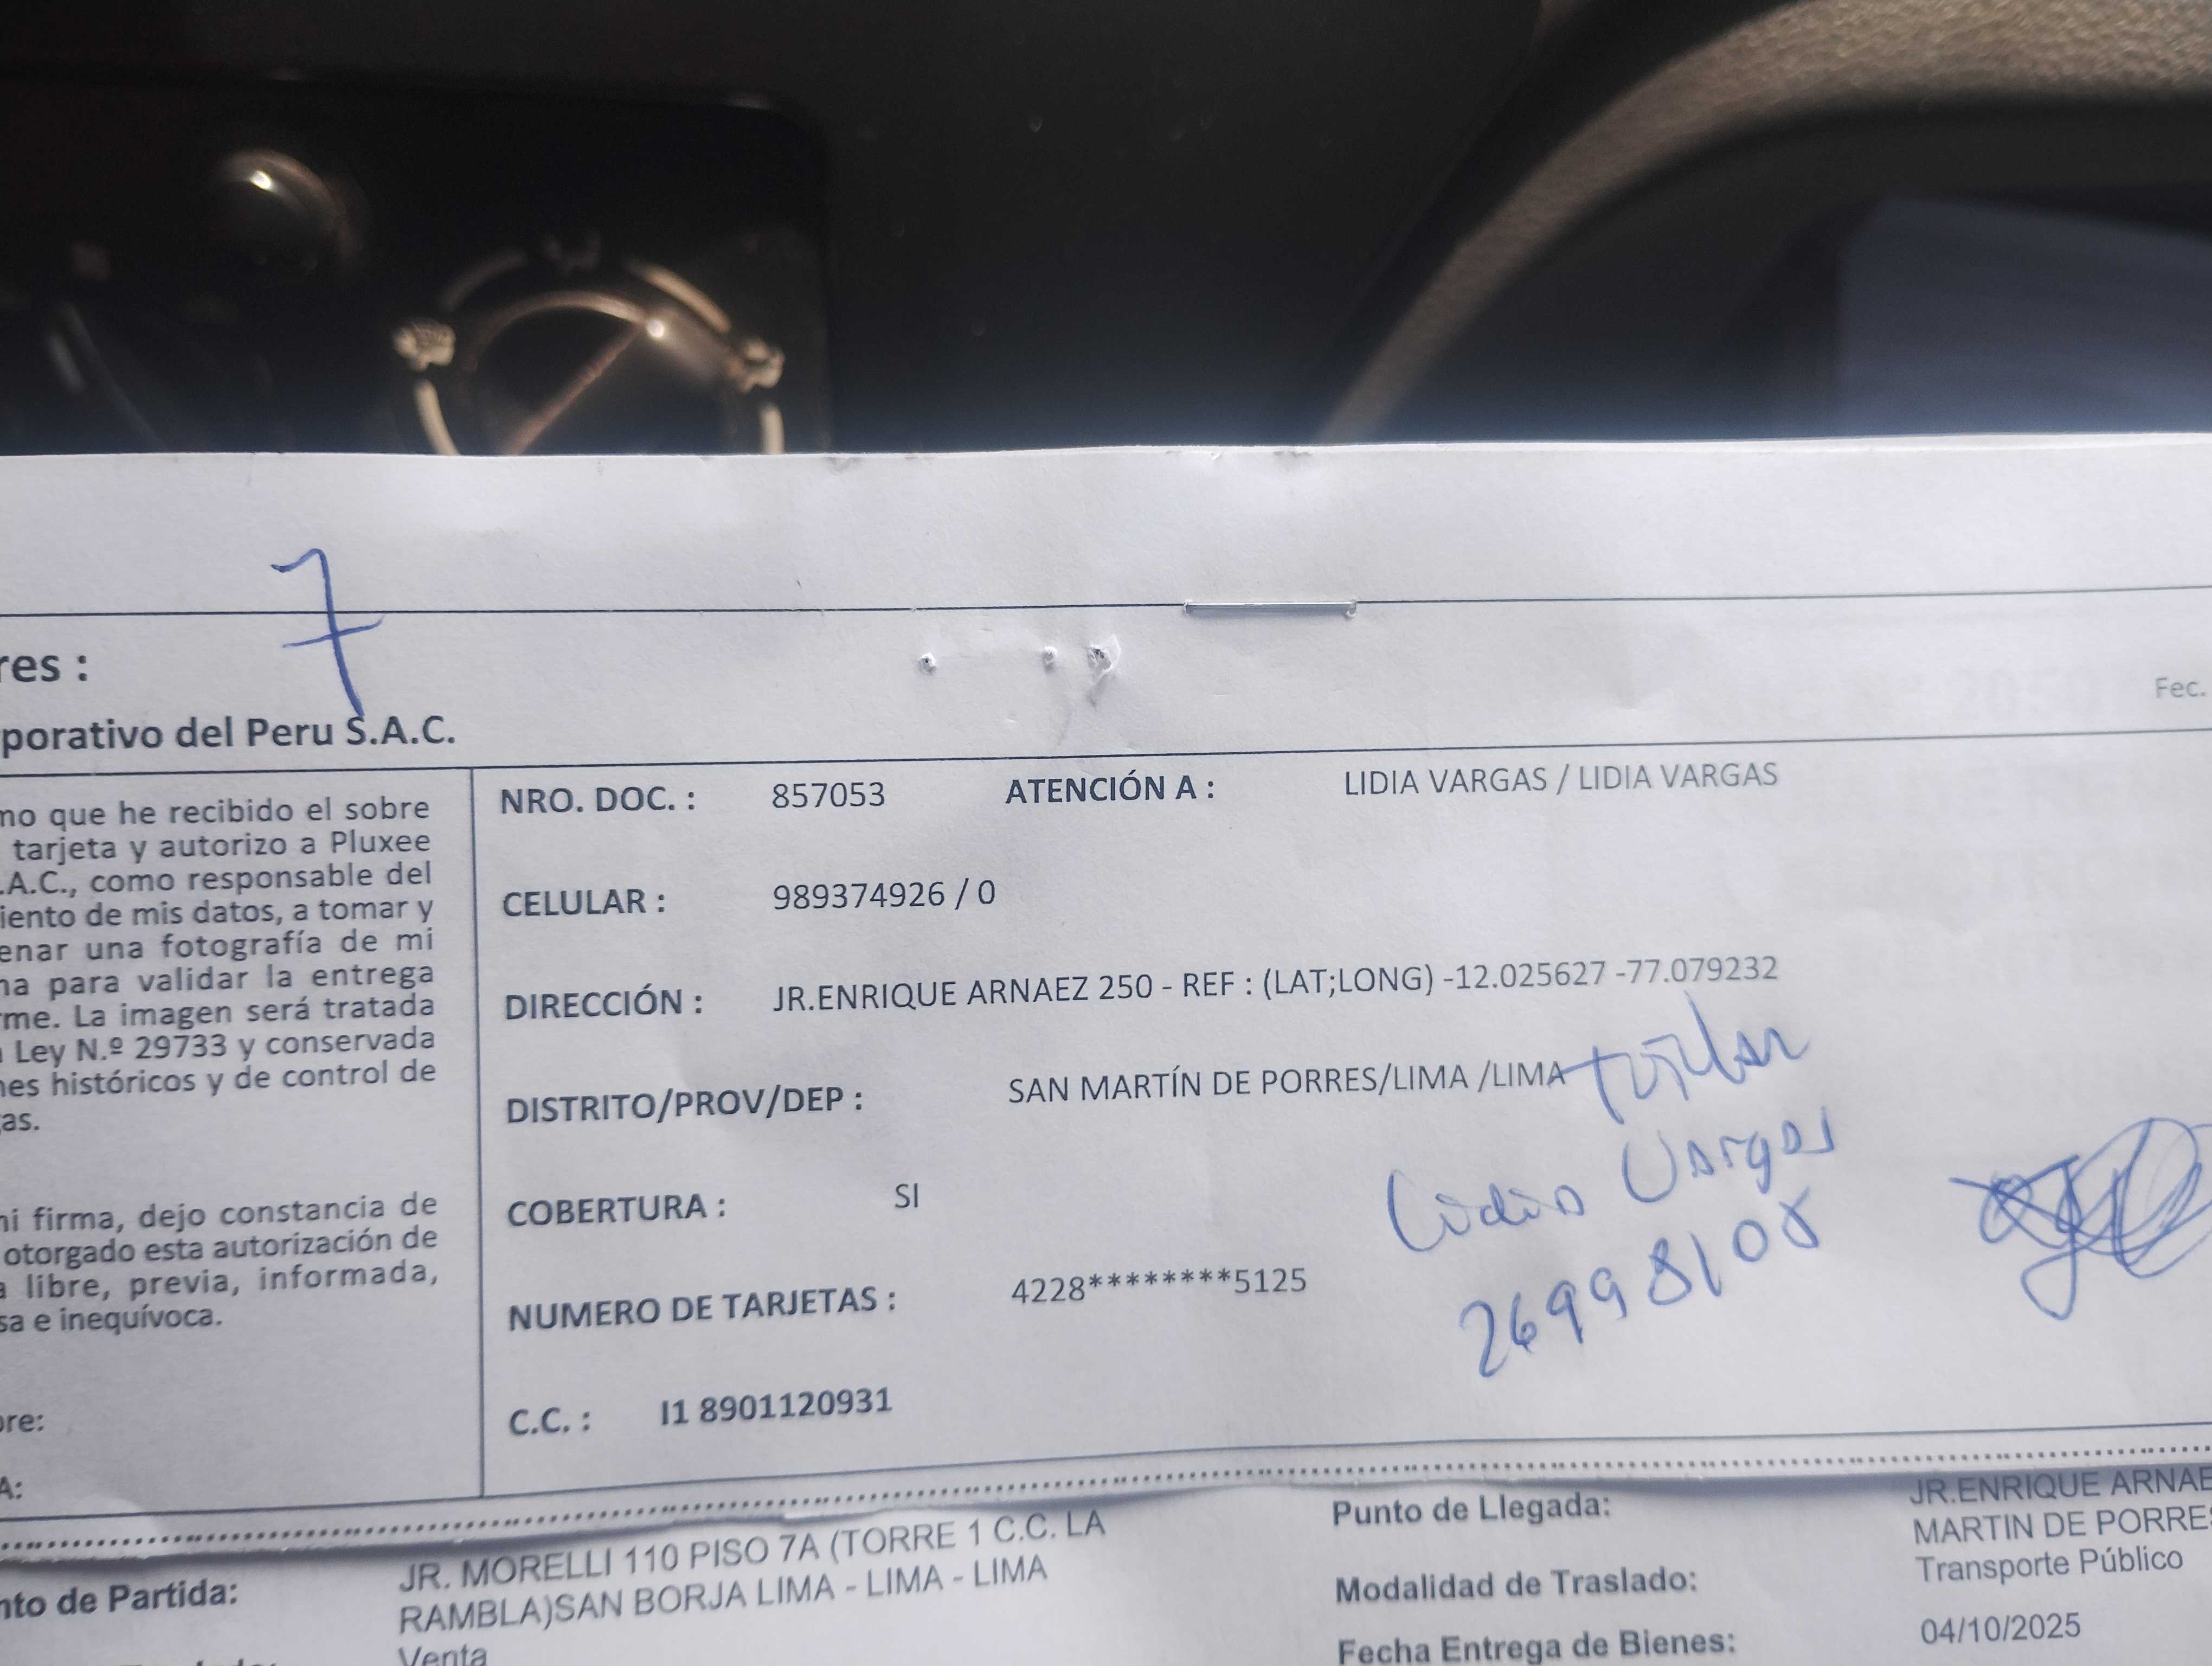 7
res :
Fec.
porativo del Peru S.A.C.
mo que he recibido el sobre
tarjeta y autorizo a Pluxee
.A.C., como responsable del
iento de mis datos, a tomar y
enar una fotografía de mi
na para validar la entrega
rme. La imagen será tratada
Ley N.º 29733 y conservada
nes históricos y de control de
as.
ni firma, dejo constancia de
otorgado esta autorización de
libre, previa, informada,
sa e inequívoca.
bre:
A:
NRO. DOC. : 857053 ATENCIÓN A : LIDIA VARGAS / LIDIA VARGAS
CELULAR : 989374926 / 0
DIRECCIÓN : JR.ENRIQUE ARNAEZ 250 - REF : (LAT;LONG) -12.025627 -77.079232
DISTRITO/PROV/DEP : SAN MARTÍN DE PORRES/LIMA /LIMA
COBERTURA : SI
NUMERO DE TARJETAS : 4228********5125
C.C. : I1 8901120931
Lidia Vargas
nto de Partida: JR. MORELLI 110 PISO 7A (TORRE 1 C.C. LA
RAMBLA)SAN BORJA LIMA - LIMA - LIMA
Venta
Punto de Llegada: JR.ENRIQUE ARNAE
MARTIN DE PORRES
Modalidad de Traslado: Transporte Público
Fecha Entrega de Bienes: 04/10/2025